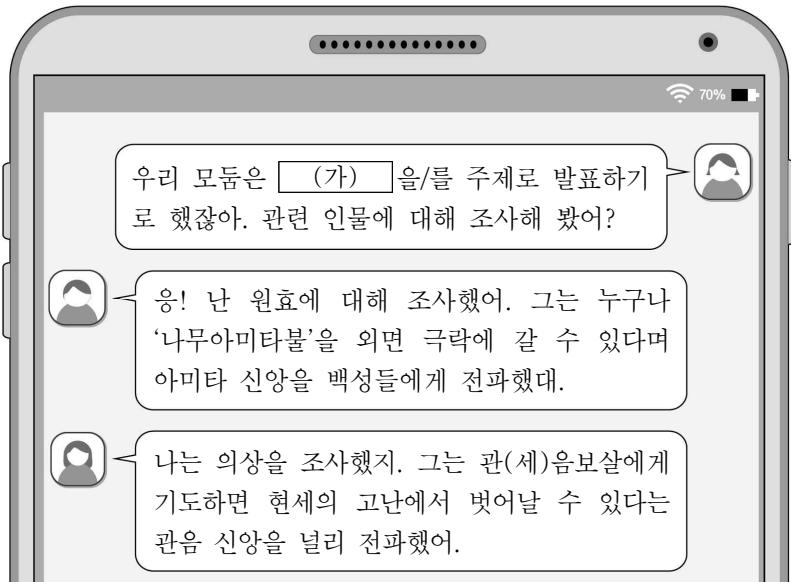 70%
우리 모둠은 (가) 을/를 주제로 발표하기
로 했잖아. 관련 인물에 대해 조사해 봤어?
응! 난 원효에 대해 조사했어. 그는 누구나
‘나무아미타불’을 외면 극락에 갈 수 있다며
아미타 신앙을 백성들에게 전파했대.
나는 의상을 조사했지. 그는 관(세)음보살에게
기도하면 현세의 고난에서 벗어날 수 있다는
관음 신앙을 널리 전파했어.